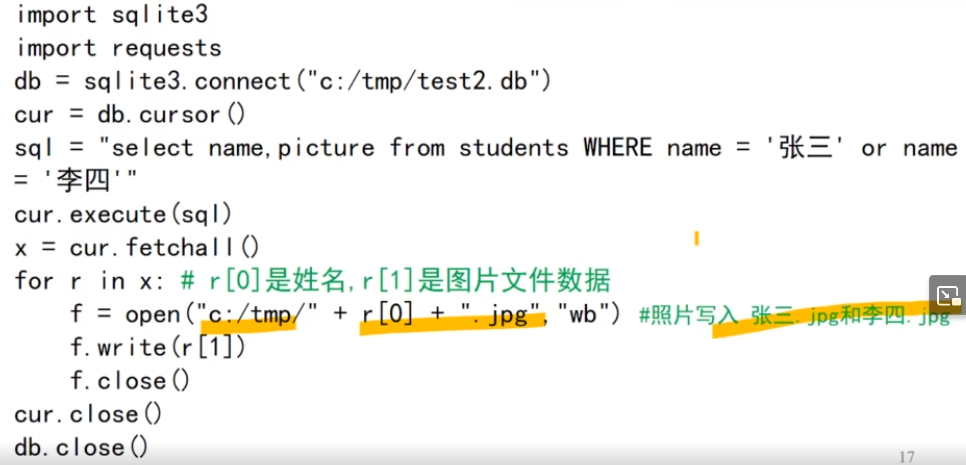 import sqlite3
import requests
db = sqlite3.connect("c:/tmp/test2.db")
cur = db.cursor()
sql = "select name,picture from students WHERE name = '张三' or name
= '李四'"
cur.execute(sql)
x = cur.fetchall()
for r in x: # r[0]是姓名,r[1]是图片文件数据
    f = open("c:/tmp/" + r[0] + ".jpg","wb") #照片写入 张三.jpg和李四.jpg
    f.write(r[1])
    f.close()
cur.close()
db.close()
17